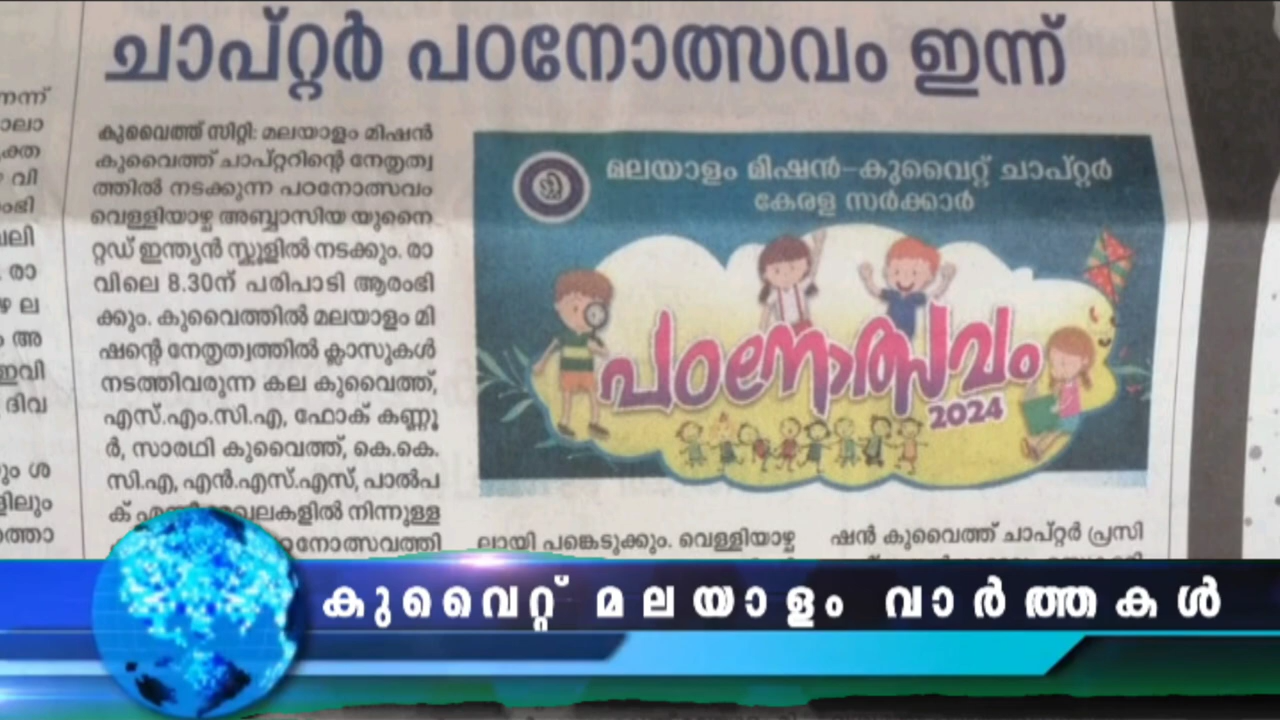 ചാപ്റ്റർ പഠനോത്സവം ഇന്ന്
കുവൈത്ത് സിറ്റി: മലയാളം മിഷൻ
കുവൈത്ത് ചാപ്റ്ററിന്റെ നേതൃത്വ
ത്തിൽ നടക്കുന്ന പഠനോത്സവം
വെള്ളിയാഴ്ച അബ്ബാസിയ യുനൈ
റ്റഡ് ഇന്ത്യൻ സ്കൂളിൽ നടക്കും. രാ
വിലെ 8.30ന് പരിപാടി ആരംഭി
ക്കും. കുവൈത്തിൽ മലയാളം മി
ഷന്റെ നേതൃത്വത്തിൽ ക്ലാസുകൾ
നടത്തിവരുന്ന കല കുവൈത്ത്,
എസ്.എം.സി.എ, ഫോക് കണ്ണൂ
ർ, സാരഥി കുവൈത്ത്, കെ.കെ.
സി.എ, എൻ.എസ്.എസ്, പാൽപ
ക് നിന്നുള്ള
മലയാളം മിഷൻ-കുവൈറ്റ് ചാപ്റ്റർ
കേരള സർക്കാർ
പഠനോത്സവം
2024
ലായി പങ്കെടുക്കും. വെള്ളിയാഴ്ച
ഷൻ കുവൈത്ത് ചാപ്റ്റർ പ്രസി
കുവൈറ്റ് മലയാളം വാർത്തകൾ